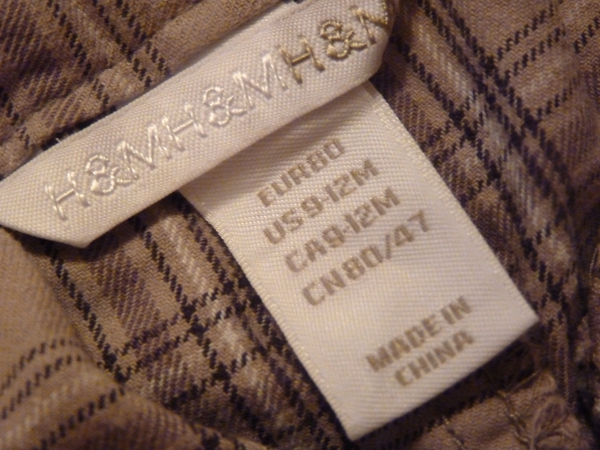 H&MH&MH&M
EUR80
US9-12M
CA9-12M
CN80/47
MADE IN
CHINA